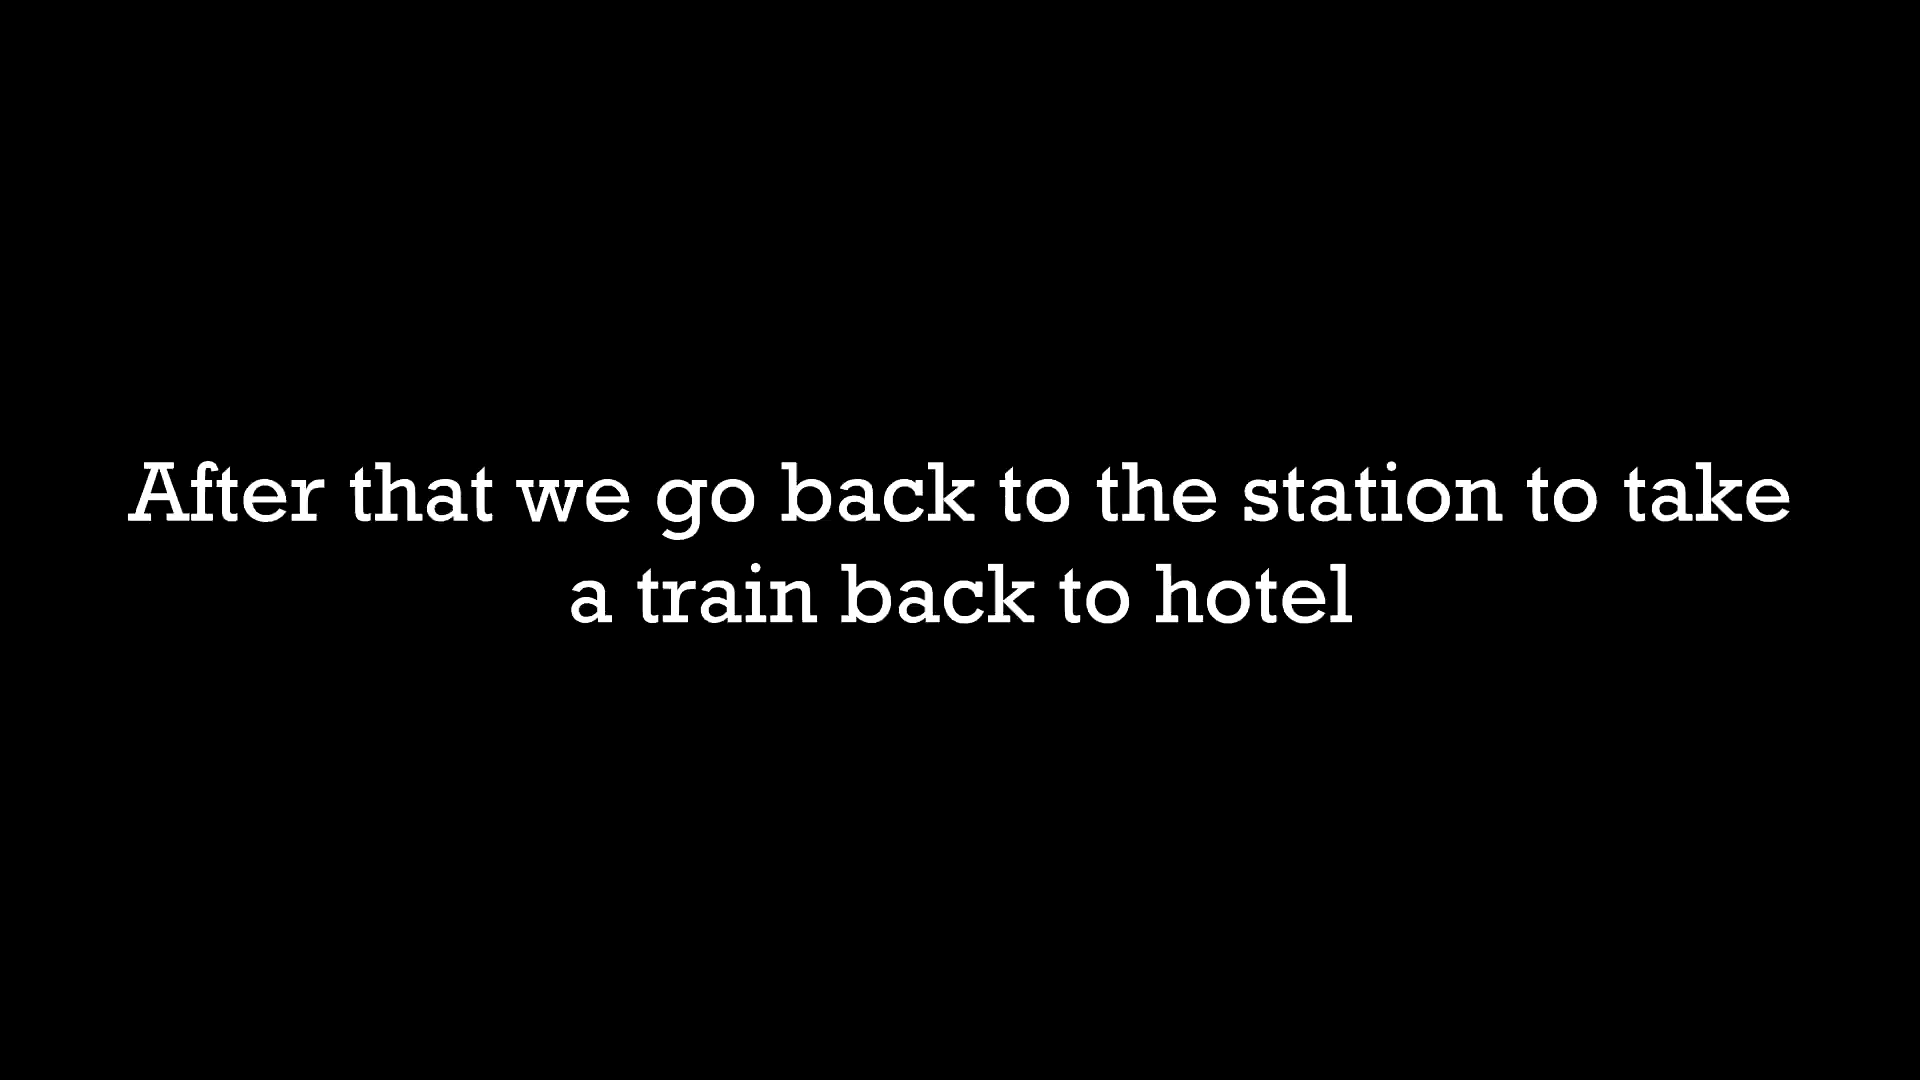 After that we go back to the station to take
a train back to hotel